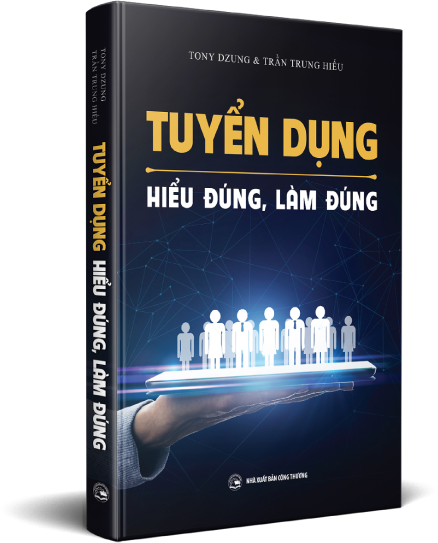 TONY DZUNG & TRẦN TRUNG HIẾU
TUYỂN DỤNG
HIỂU ĐÚNG, LÀM ĐÚNG
NHÀ XUẤT BẢN CÔNG THƯƠNG
TONY DZUNG
TRẦN TRUNG HIẾU
TUYỂN DỤNG HIỂU ĐÚNG, LÀM ĐÚNG